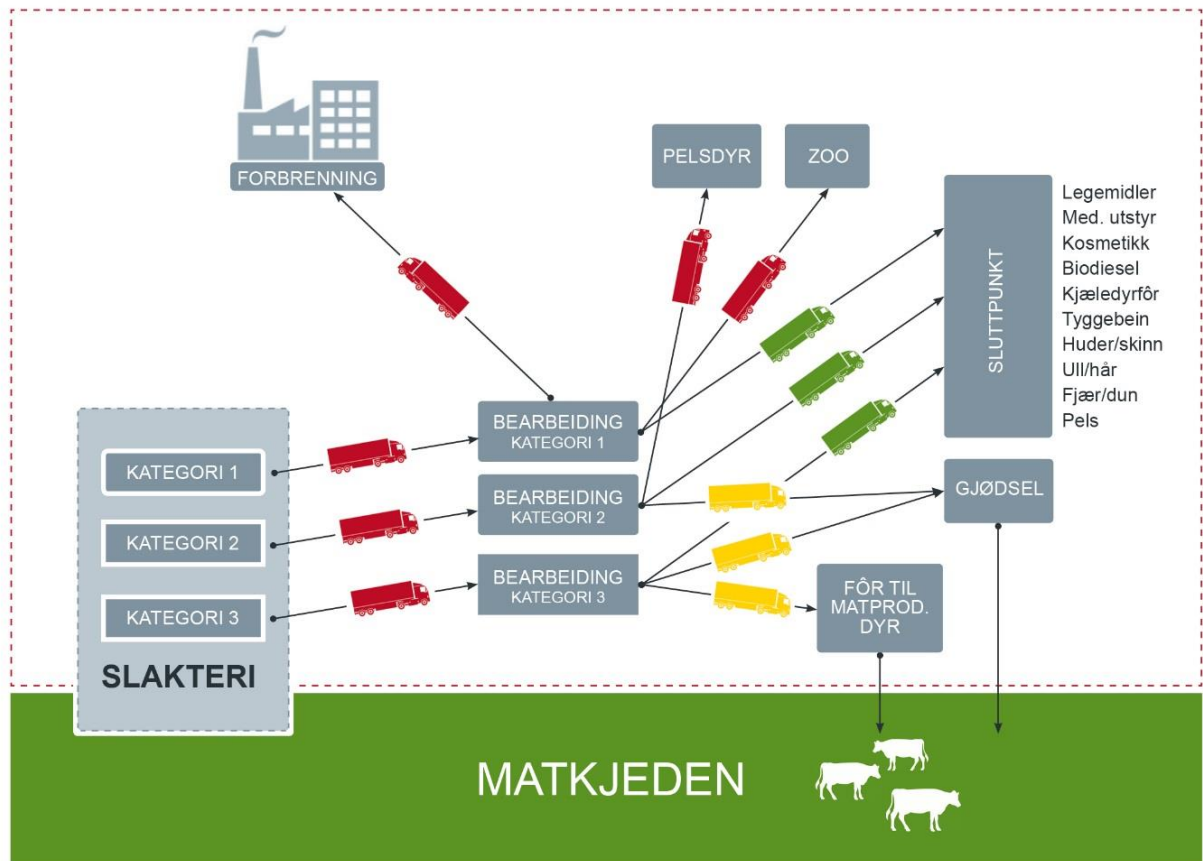 FORBRENNING
PELSDYR
ZOO
SLUTTPUNKT
Legemidler
Med. utstyr
Kosmetikk
Biodiesel
Kjæledyrfôr
Tyggebein
Huder/skinn
Ull/hår
Fjær/dun
Pels
KATEGORI 1
KATEGORI 2
KATEGORI 3
SLAKTERI
BEARBEIDING
KATEGORI 1
BEARBEIDING
KATEGORI 2
BEARBEIDING
KATEGORI 3
GJØDSEL
FÔR TIL
MATPROD.
DYR
MATKJEDEN